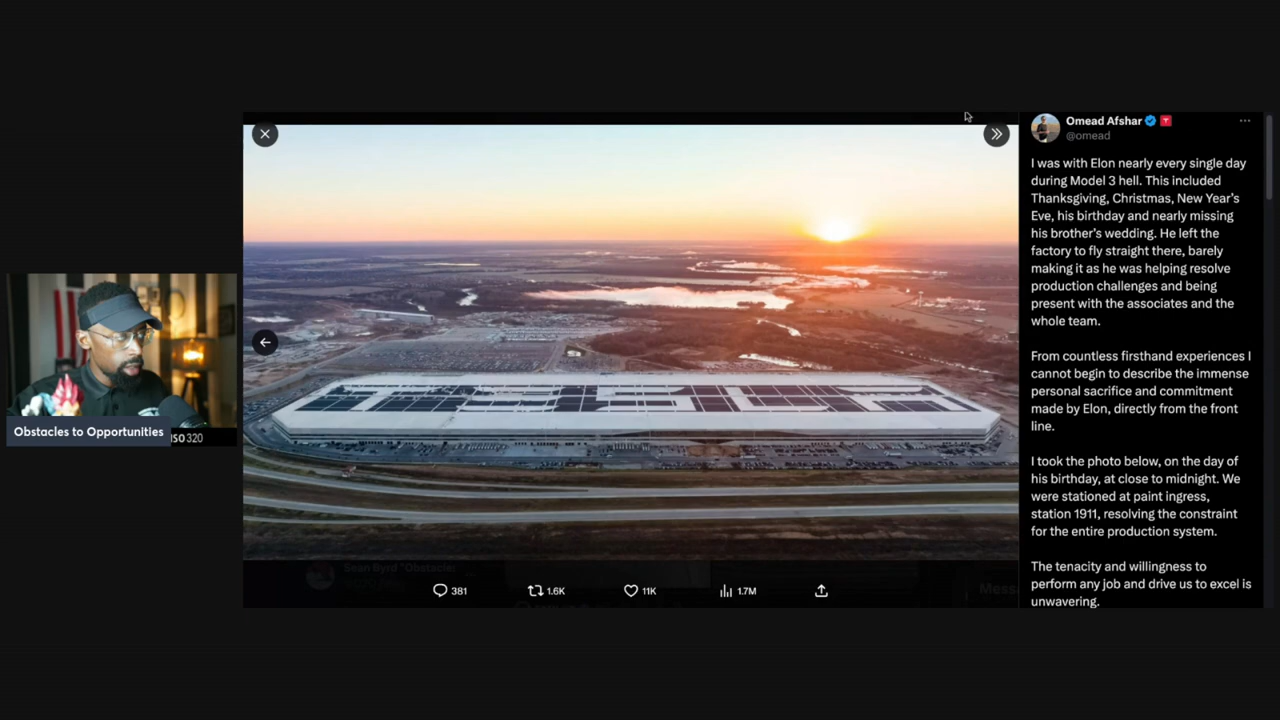 Omead Afshar
@omead
I was with Elon nearly every single day
during Model 3 hell. This included
Thanksgiving, Christmas, New Year's
Eve, his birthday and nearly missing
his brother's wedding. He left the
factory to fly straight there, barely
making it as he was helping resolve
production challenges and being
present with the associates and the
whole team.
From countless firsthand experiences I
cannot begin to describe the immense
personal sacrifice and commitment
made by Elon, directly from the front
line.
I took the photo below, on the day of
his birthday, at close to midnight. We
were stationed at paint ingress,
station 1911, resolving the constraint
for the entire production system.
The tenacity and willingness to
perform any job and drive us to excel is
unwavering.
TESLA
Obstacles to Opportunities
ISO 320
Sean Byrd "Obstacle:
Mess
381 1.6K 11K 1.7M